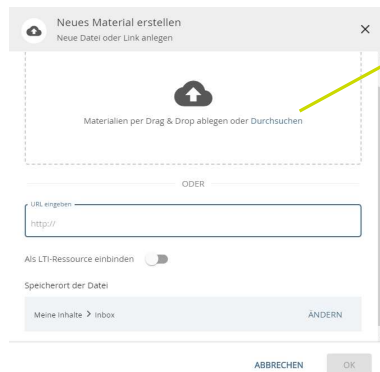 Neues Material erstellen
Neue Datei oder Link anlegen
Materialien per Drag & Drop ablegen oder Durchsuchen
ODER
URL eingeben
http://
Als LTI-Ressource einbinden
Speicherort der Datei
Meine Inhalte > Inbox ÄNDERN
ABBRECHEN OK